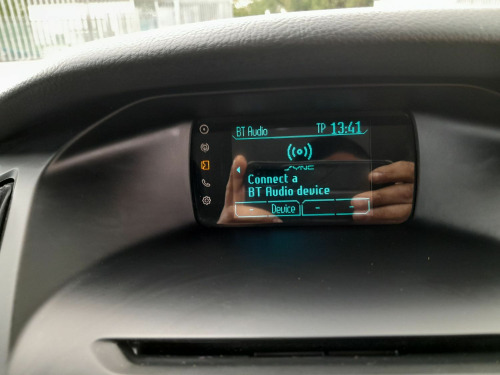 BT Audio TP 13:41
SYNC
Connect a
BT Audio device
- Device - -